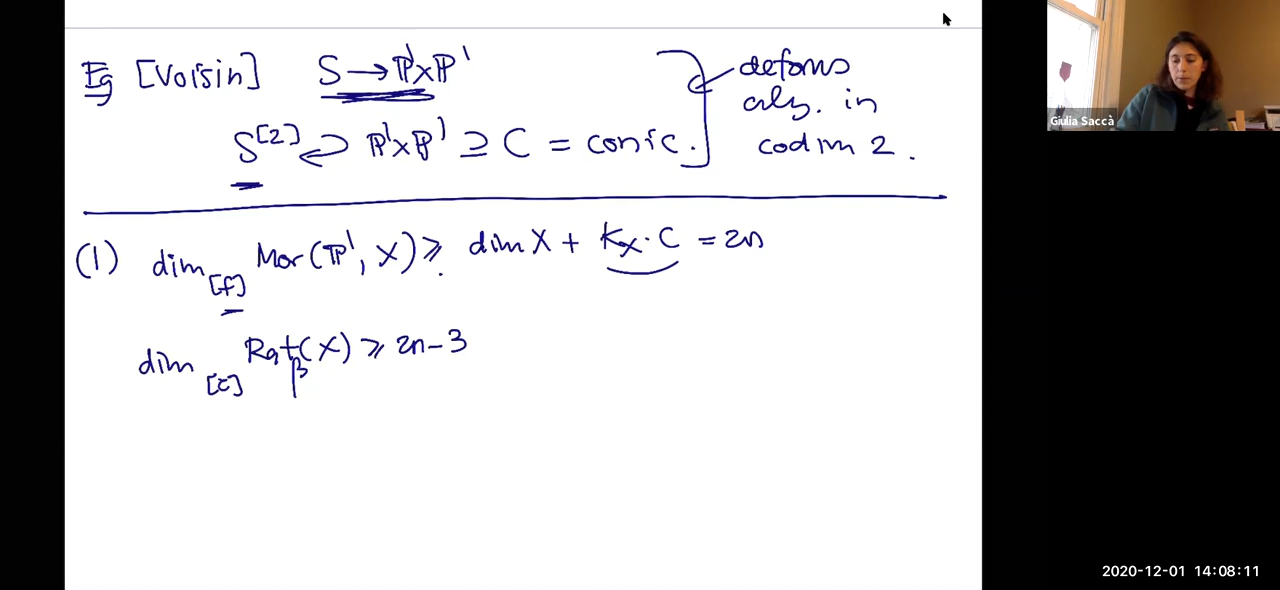 Eg [Voisin] S → ℙ¹×ℙ¹
S^[2] ↩ ℙ¹×ℙ¹ ⊇ C = conic.
deforms
only in
codim 2.
(1) dim_[f] Mor(ℙ¹, X) ≥ dim X + K_X · C = 2n
dim_[C] Rat_β(X) ≥ 2n-3
Giulia Saccà
2020-12-01 14:08:11